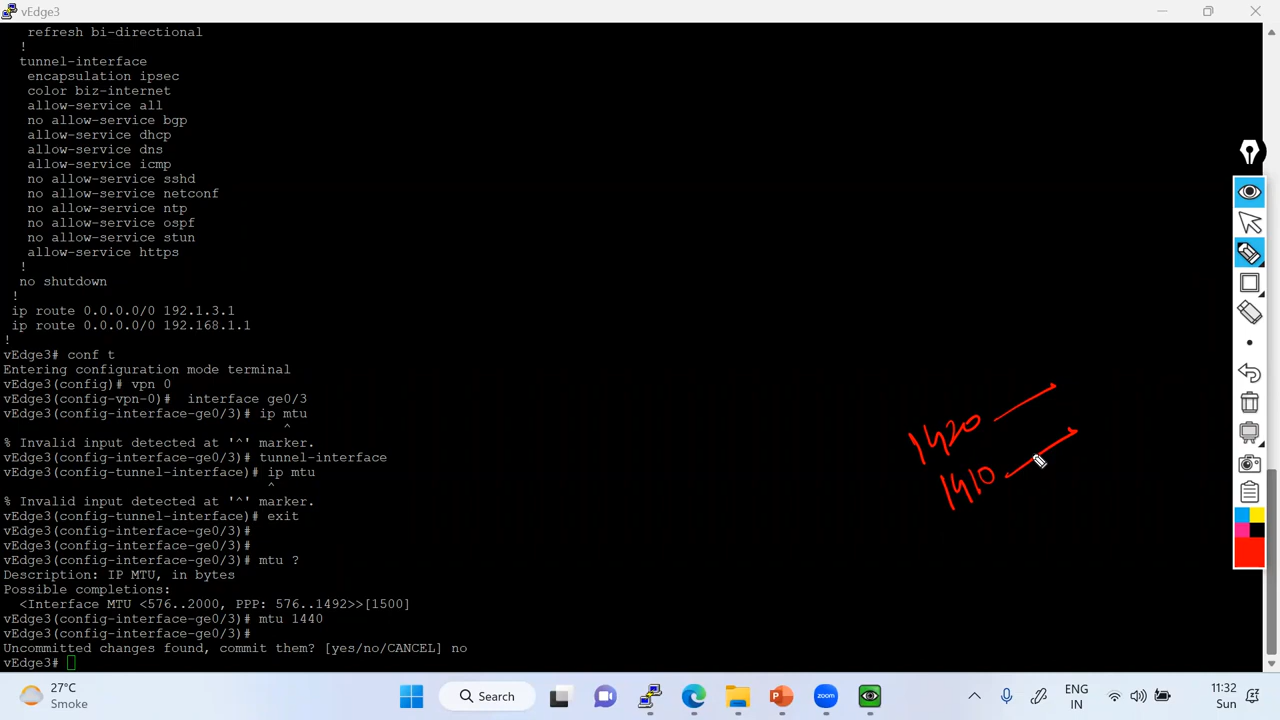 vEdge3
refresh bi-directional
!
tunnel-interface
encapsulation ipsec
color biz-internet
allow-service all
no allow-service bgp
allow-service dhcp
allow-service dns
allow-service icmp
no allow-service sshd
no allow-service netconf
no allow-service ntp
no allow-service ospf
no allow-service stun
allow-service https
!
no shutdown
!
ip route 0.0.0.0/0 192.1.3.1
ip route 0.0.0.0/0 192.168.1.1
!
vEdge3# conf t
Entering configuration mode terminal
vEdge3(config)# vpn 0
vEdge3(config-vpn-0)#  interface ge0/3
vEdge3(config-interface-ge0/3)# ip mtu
^
% Invalid input detected at '^' marker.
vEdge3(config-interface-ge0/3)# tunnel-interface
vEdge3(config-tunnel-interface)# ip mtu
^
% Invalid input detected at '^' marker.
vEdge3(config-tunnel-interface)# exit
vEdge3(config-interface-ge0/3)#
vEdge3(config-interface-ge0/3)#
vEdge3(config-interface-ge0/3)# mtu ?
Description: IP MTU, in bytes
Possible completions:
<Interface MTU <576..2000, PPP: 576..1492>>[1500]
vEdge3(config-interface-ge0/3)# mtu 1440
vEdge3(config-interface-ge0/3)#
Uncommitted changes found, commit them? [yes/no/CANCEL] no
vEdge3#
1420
1410
27°C
Smoke
Search
zoom
ENG
IN
11:32
Sun